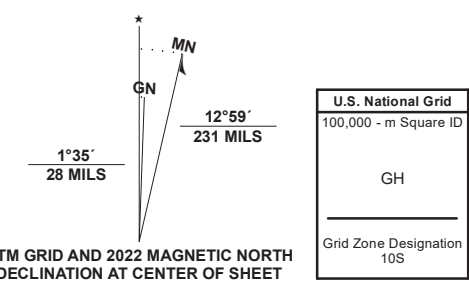 ★
MN
GN
1°35´
28 MILS
12°59´
231 MILS
TM GRID AND 2022 MAGNETIC NORTH
DECLINATION AT CENTER OF SHEET
U.S. National Grid
100,000 - m Square ID
GH
Grid Zone Designation
10S